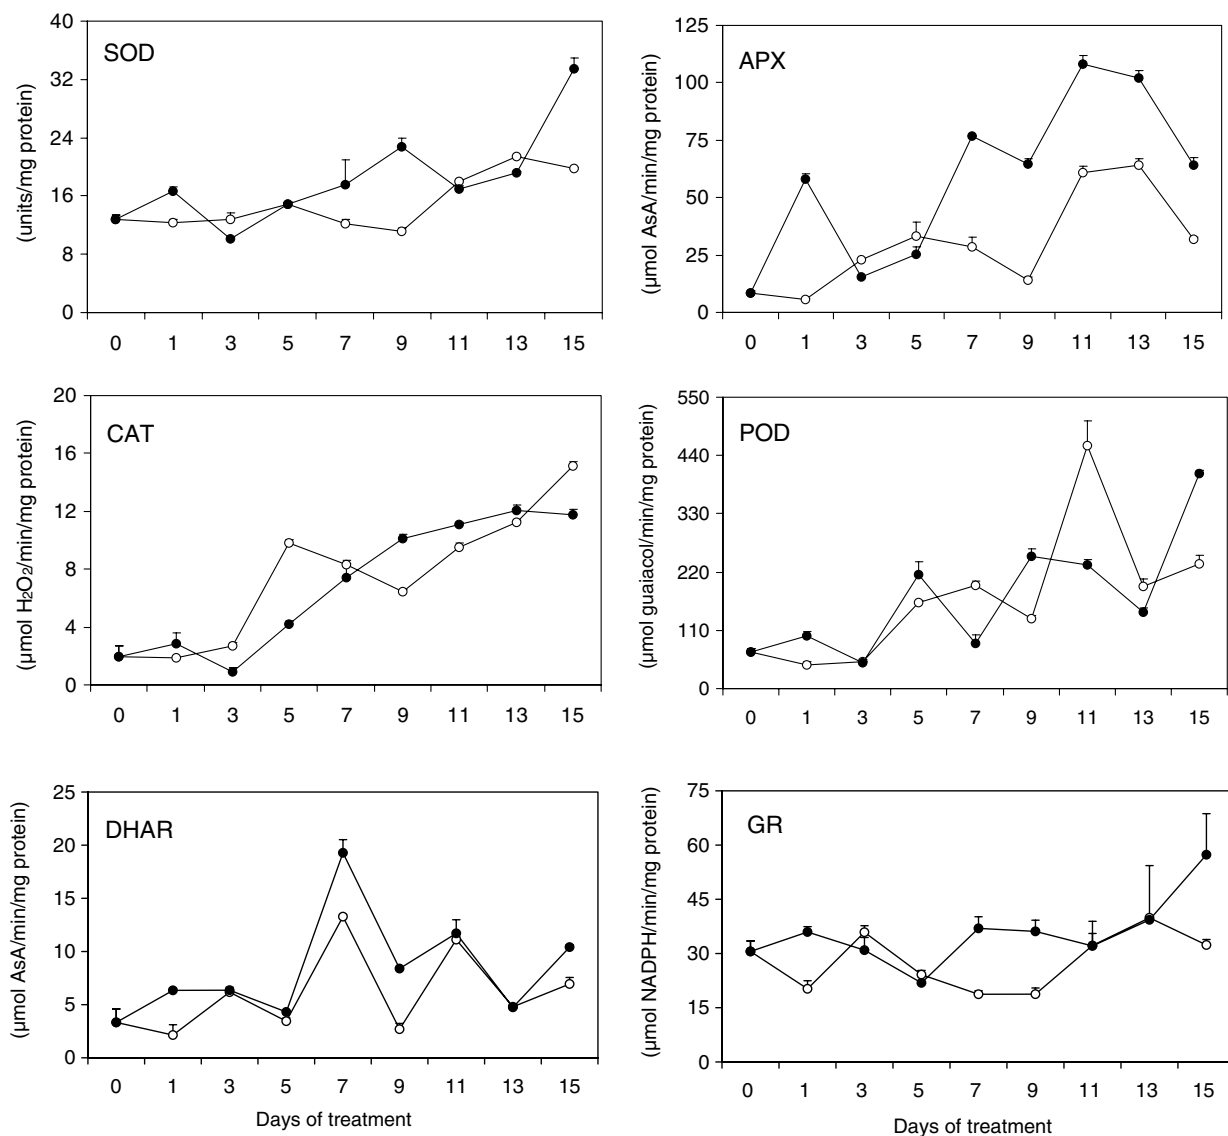 SOD
(units/mg protein)
40
32
24
16
8
0
0 1 3 5 7 9 11 13 15
APX
(µmol AsA/min/mg protein)
125
100
75
50
25
0
0 1 3 5 7 9 11 13 15
CAT
(µmol H₂O₂/min/mg protein)
20
16
12
8
4
0
0 1 3 5 7 9 11 13 15
POD
(µmol guaiacol/min/mg protein)
550
440
330
220
110
0
0 1 3 5 7 9 11 13 15
DHAR
(µmol AsA/min/mg protein)
25
20
15
10
5
0
0 1 3 5 7 9 11 13 15
Days of treatment
GR
(µmol NADPH/min/mg protein)
75
60
45
30
15
0
0 1 3 5 7 9 11 13 15
Days of treatment